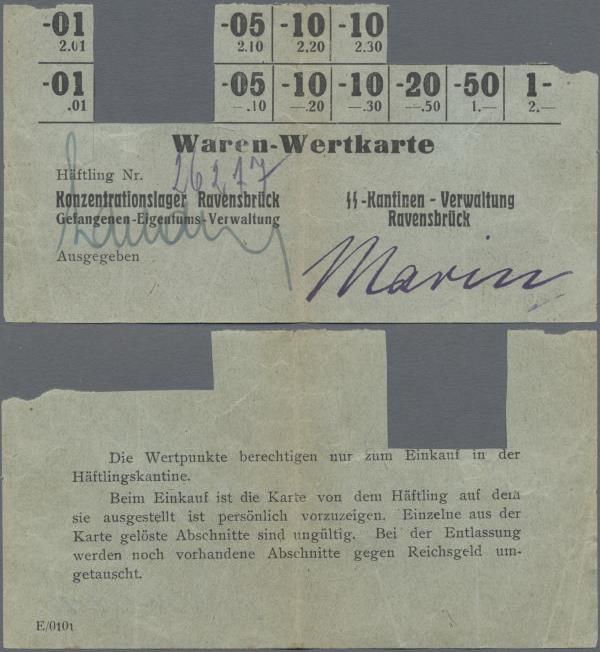 -01 -05 -10 -10
2.01 2.10 2.20 2.30
-01 -05 -10 -10 -20 -50 1-
.01 —.10 —.20 —.30 —.50 1.— 2.—
Waren-Wertkarte
Häftling Nr. 26277
Konzentrationslager Ravensbrück
Gefangenen-Eigentums-Verwaltung
Ausgegeben
SS-Kantinen - Verwaltung
Ravensbrück
Marin
Die Wertpunkte berechtigen nur zum Einkauf in der
Häftlingskantine.
Beim Einkauf ist die Karte von dem Häftling auf dem
sie ausgestellt ist persönlich vorzuzeigen. Einzelne aus der
Karte gelöste Abschnitte sind ungültig. Bei der Entlassung
werden noch vorhandene Abschnitte gegen Reichsgeld um-
getauscht.
E/0101